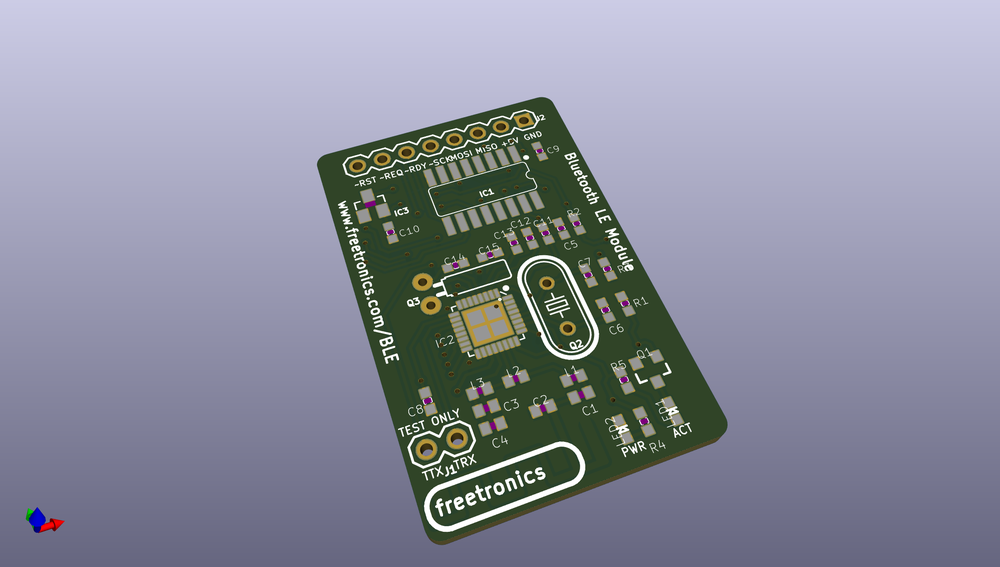 J2
~RST ~REQ ~RDY ~SCK MOSI MISO +5V GND
C9
IC1
IC3
C10
www.freetronics.com/BLE
Bluetooth LE Module
R2
C5
C11
C12
C13
C14
C15
C7
R1
C6
Q3
IC2
Q2
Q1
R5
L1
L2
L3
C1
C2
C3
C4
C8
TEST ONLY
TTX J1 TRX
LED2
LED1
PWR R4 ACT
freetronics